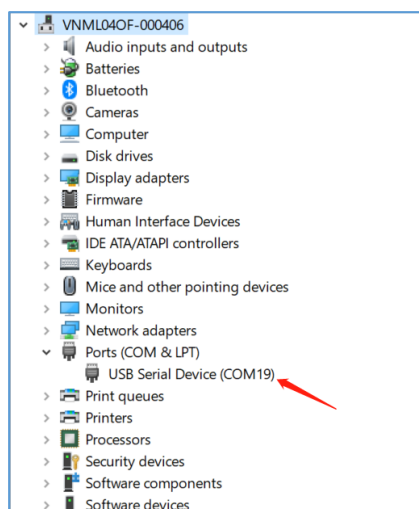 VNML04OF-000406
Audio inputs and outputs
Batteries
Bluetooth
Cameras
Computer
Disk drives
Display adapters
Firmware
Human Interface Devices
IDE ATA/ATAPI controllers
Keyboards
Mice and other pointing devices
Monitors
Network adapters
Ports (COM & LPT)
USB Serial Device (COM19)
Print queues
Printers
Processors
Security devices
Software components
Software devices